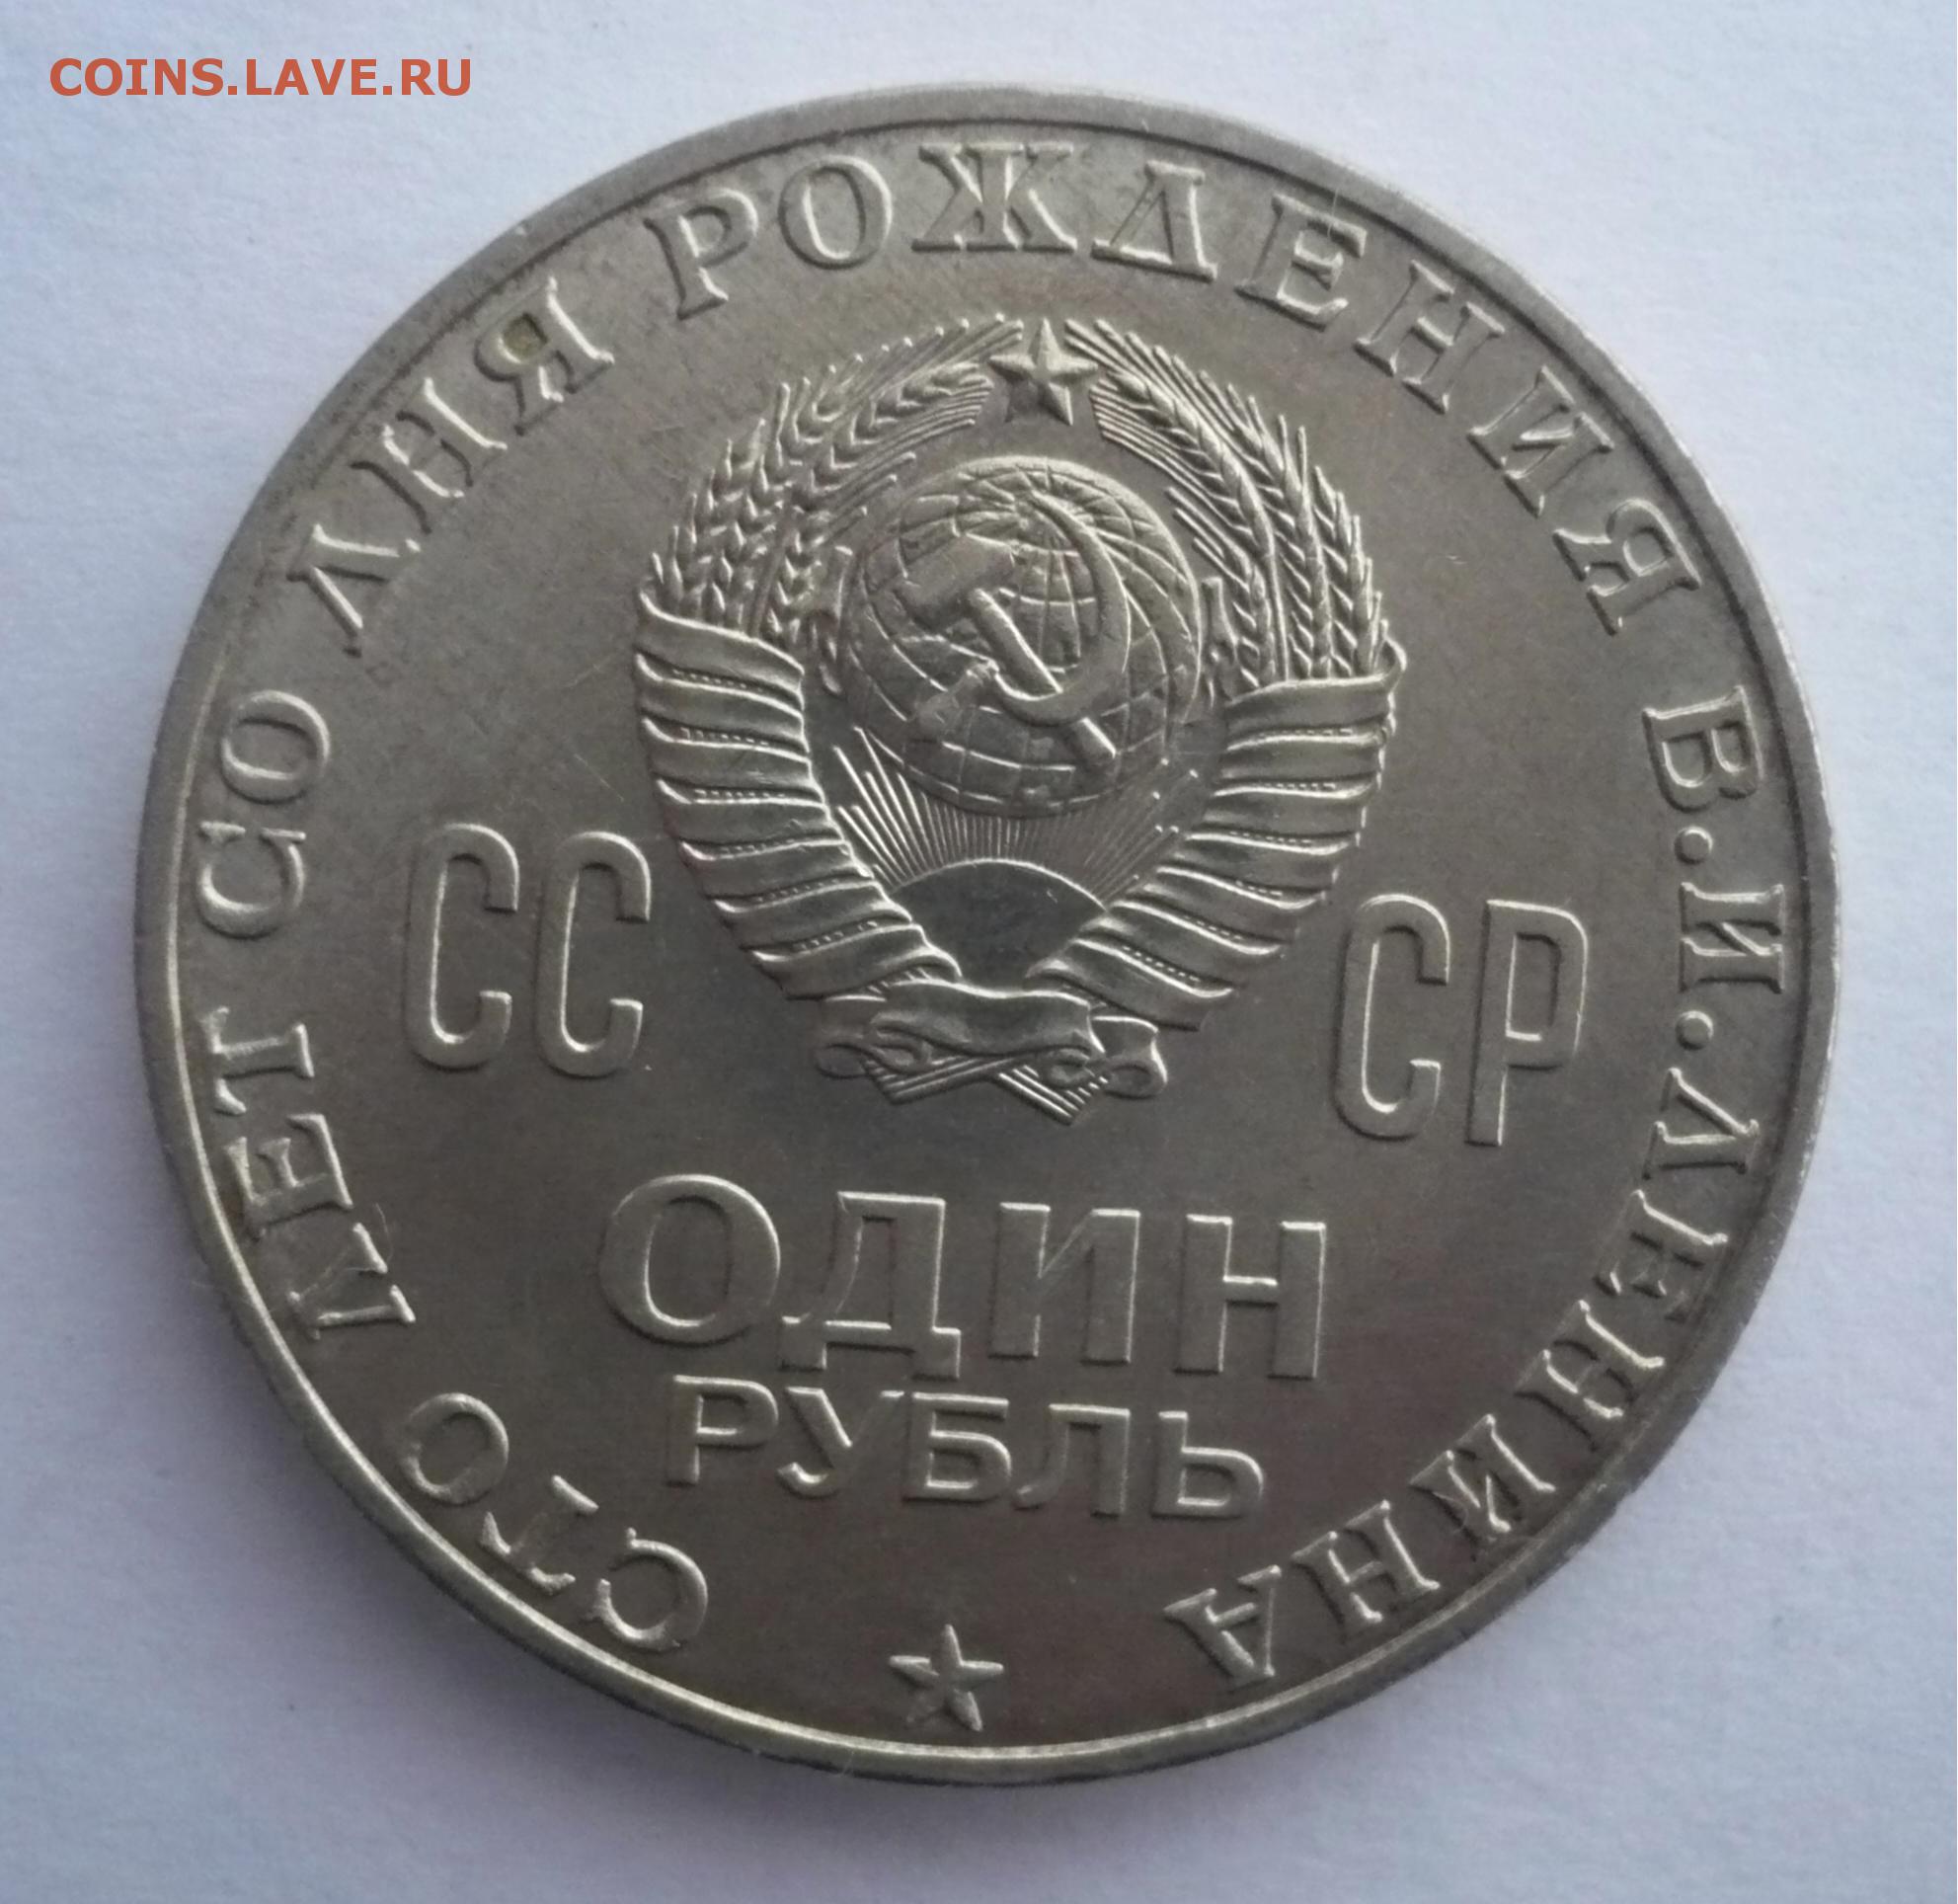 COINS.LAVE.RU
СТО ЛЕТ СО ДНЯ РОЖДЕНИЯ В.И.ЛЕНИНА
СС СР
ОДИН
РУБЛЬ